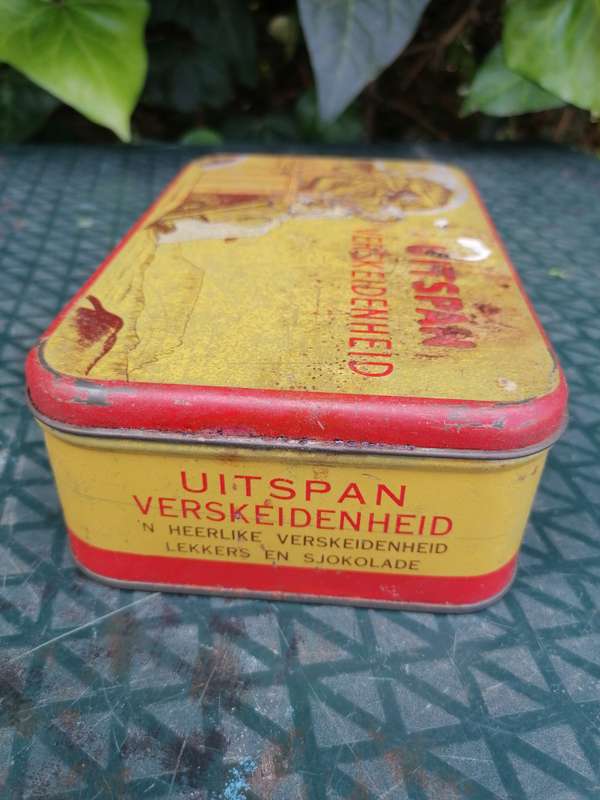 UITSPAN
VERSKEIDENHEID
UITSPAN
VERSKEIDENHEID
'N HEERLIKE VERSKEIDENHEID
LEKKERS EN SJOKOLADE